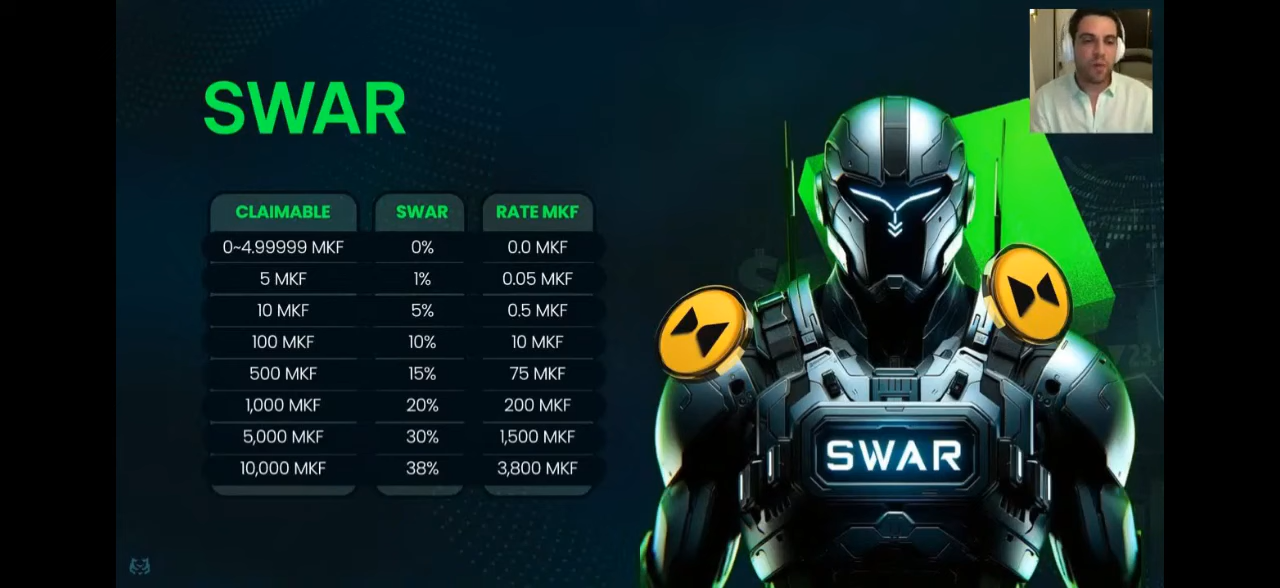 SWAR
CLAIMABLE SWAR RATE MKF
0~4.99999 MKF 0% 0.0 MKF
5 MKF 1% 0.05 MKF
10 MKF 5% 0.5 MKF
100 MKF 10% 10 MKF
500 MKF 15% 75 MKF
1,000 MKF 20% 200 MKF
5,000 MKF 30% 1,500 MKF
10,000 MKF 38% 3,800 MKF
SWAR